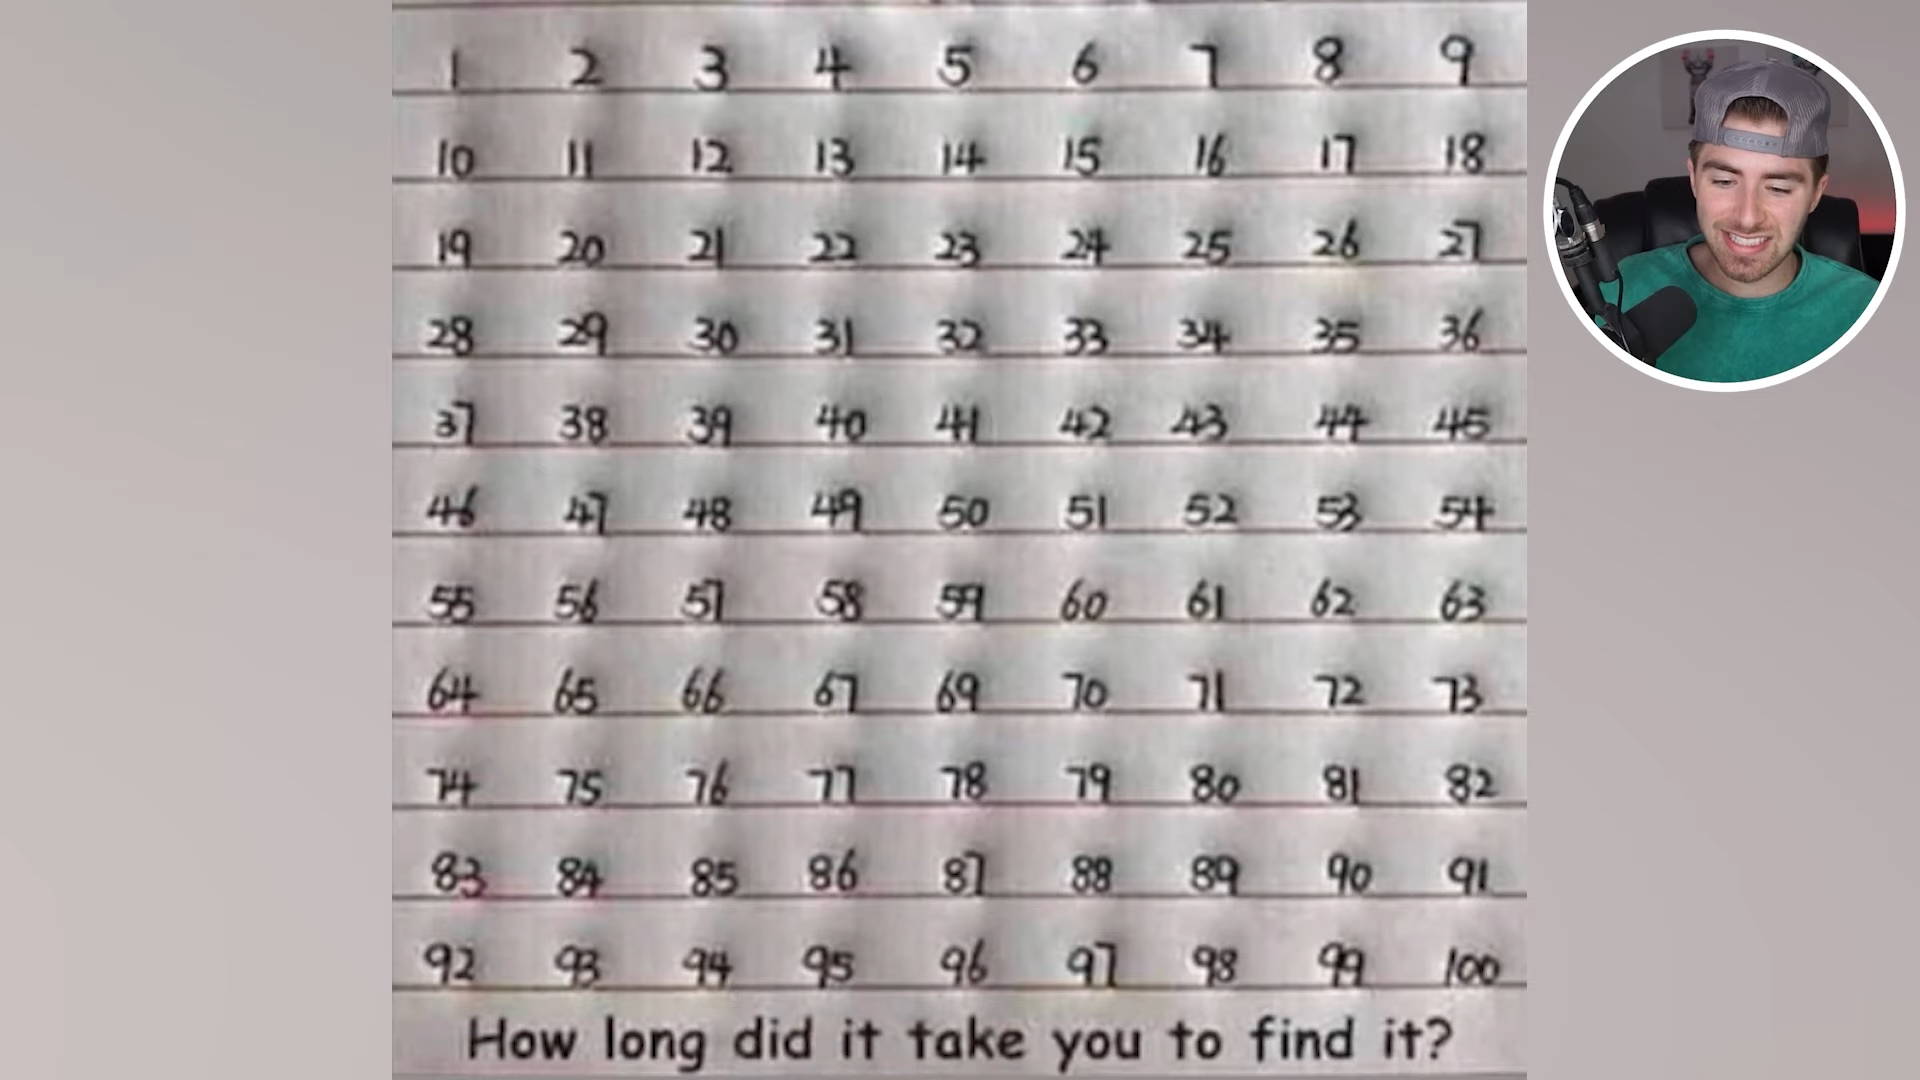 1 2 3 4 5 6 7 8 9
10 11 12 13 14 15 16 17 18
19 20 21 22 23 24 25 26 27
28 29 30 31 32 33 34 35 36
37 38 39 40 41 42 43 44 45
46 47 48 49 50 51 52 53 54
55 56 57 58 59 60 61 62 63
64 65 66 67 69 70 71 72 73
74 75 76 77 78 79 80 81 82
83 84 85 86 87 88 89 90 91
92 93 94 95 96 97 98 99 100
How long did it take you to find it?